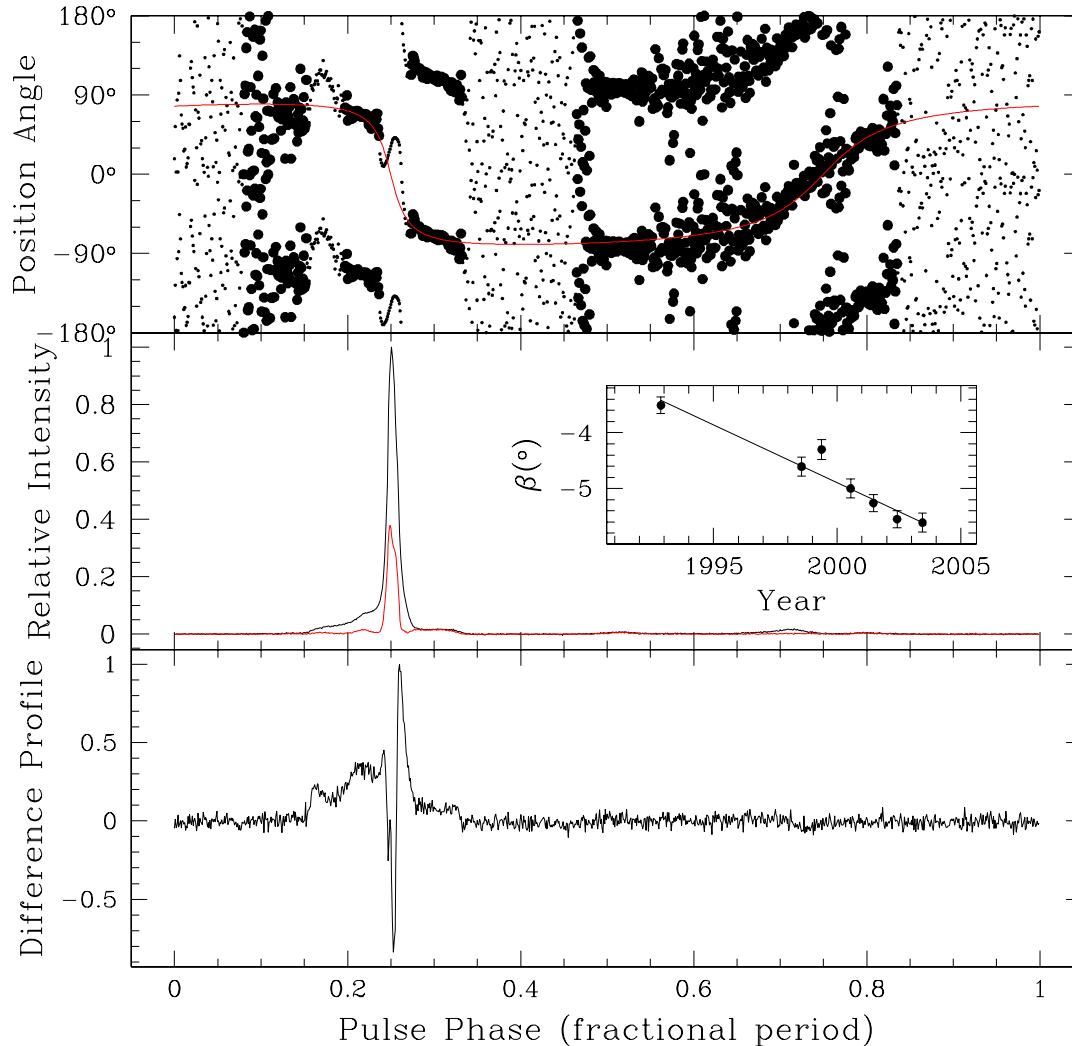 Position Angle
180°
90°
0°
−90°
−180°
Relative Intensity
1
0.8
0.6
0.4
0.2
0
β(°)
−4
−5
1995 2000 2005
Year
Difference Profile
1
0.5
0
−0.5
0 0.2 0.4 0.6 0.8 1
Pulse Phase (fractional period)